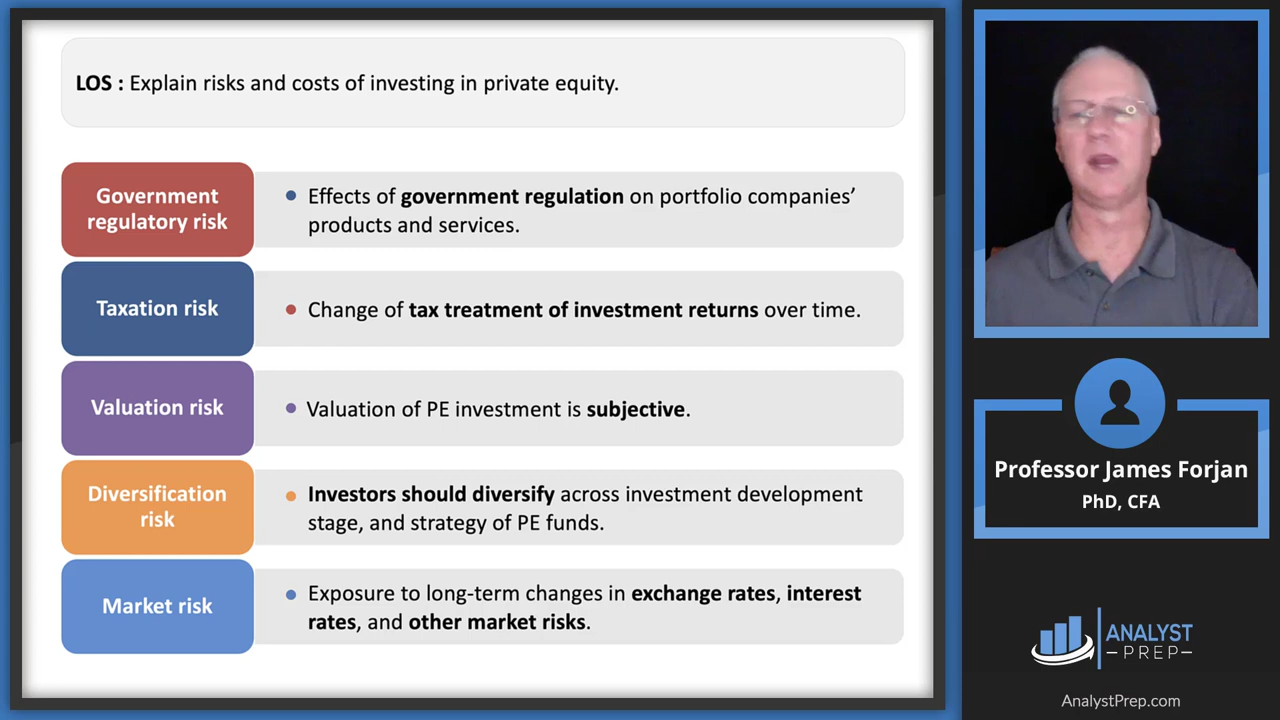 LOS : Explain risks and costs of investing in private equity.
Government
regulatory risk
• Effects of government regulation on portfolio companies’
products and services.
Taxation risk
• Change of tax treatment of investment returns over time.
Valuation risk
• Valuation of PE investment is subjective.
Diversification
risk
• Investors should diversify across investment development
stage, and strategy of PE funds.
Market risk
• Exposure to long-term changes in exchange rates, interest
rates, and other market risks.
Professor James Forjan
PhD, CFA
ANALYST
PREP
AnalystPrep.com